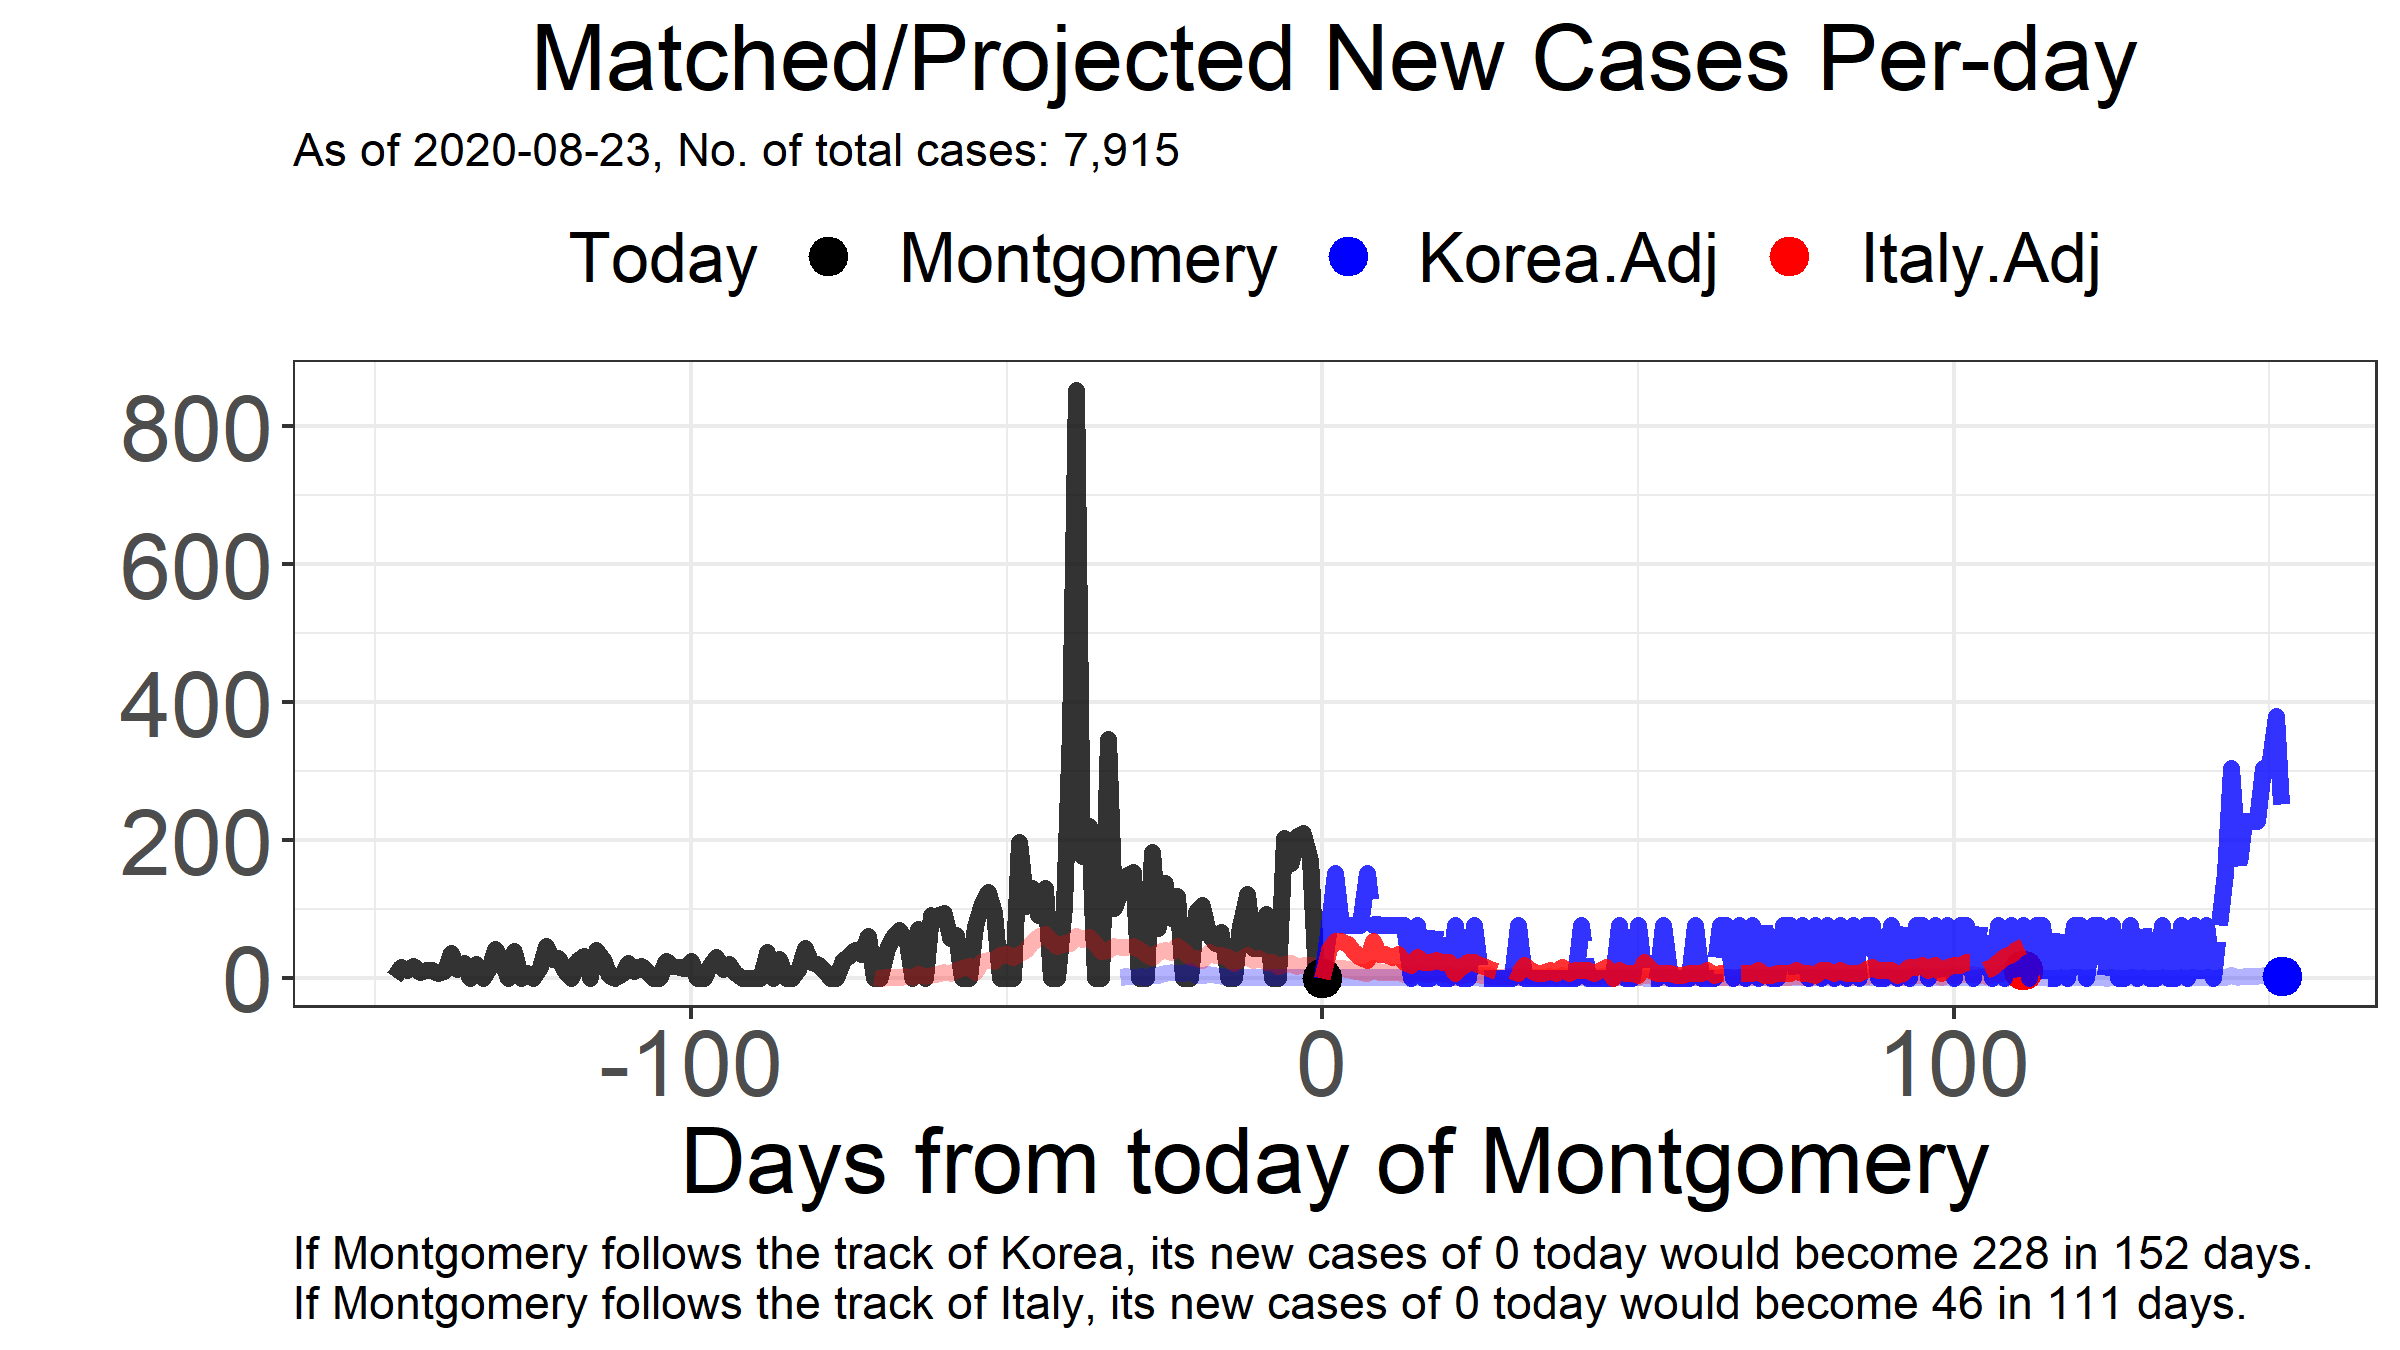 Matched/Projected New Cases Per-day
As of 2020-08-23, No. of total cases: 7,915
Today Montgomery Korea.Adj Italy.Adj
800
600
400
200
0
-100 0 100
Days from today of Montgomery
If Montgomery follows the track of Korea, its new cases of 0 today would become 228 in 152 days.
If Montgomery follows the track of Italy, its new cases of 0 today would become 46 in 111 days.